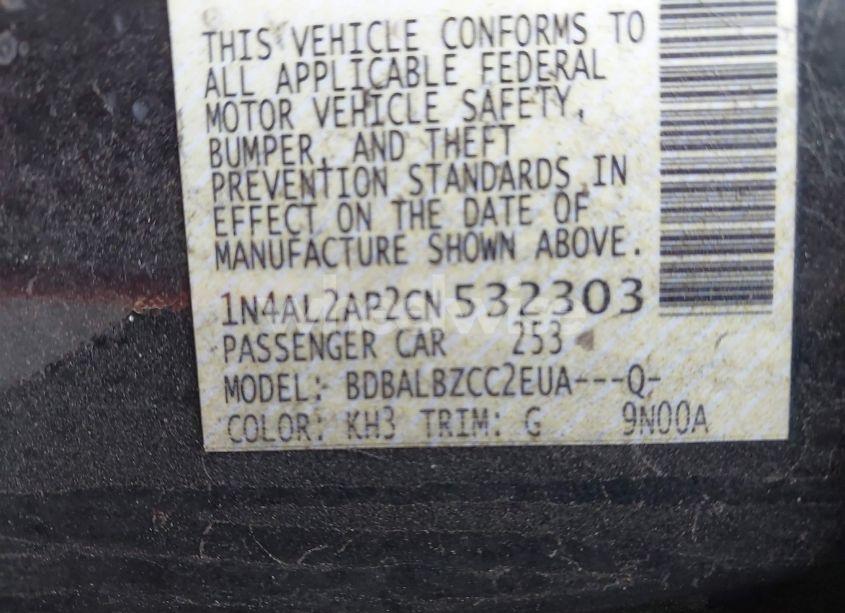 THIS VEHICLE CONFORMS TO
ALL APPLICABLE FEDERAL
MOTOR VEHICLE SAFETY,
BUMPER, AND THEFT
PREVENTION STANDARDS IN
EFFECT ON THE DATE OF
MANUFACTURE SHOWN ABOVE.
1N4AL2AP2CN532303
PASSENGER CAR 253
MODEL: BDBALBZCC2EUA---Q-
COLOR: KH3 TRIM: G 9N00A